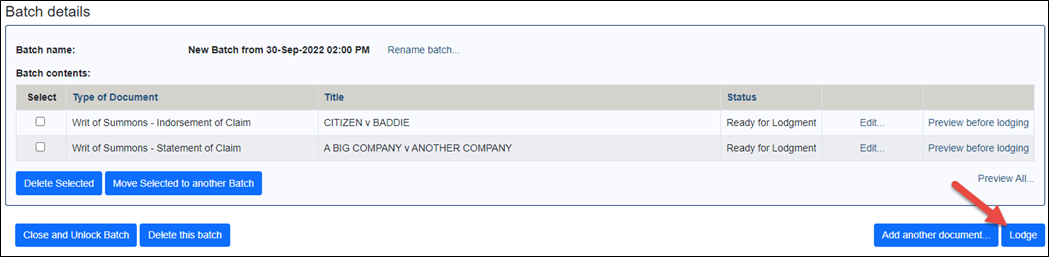 Batch details
Batch name: New Batch from 30-Sep-2022 02:00 PM Rename batch...
Batch contents:
Select Type of Document Title Status
Writ of Summons - Indorsement of Claim CITIZEN v BADDIE Ready for Lodgment Edit... Preview before lodging
Writ of Summons - Statement of Claim A BIG COMPANY v ANOTHER COMPANY Ready for Lodgment Edit... Preview before lodging
Delete Selected Move Selected to another Batch Preview All...
Close and Unlock Batch Delete this batch Add another document... Lodge